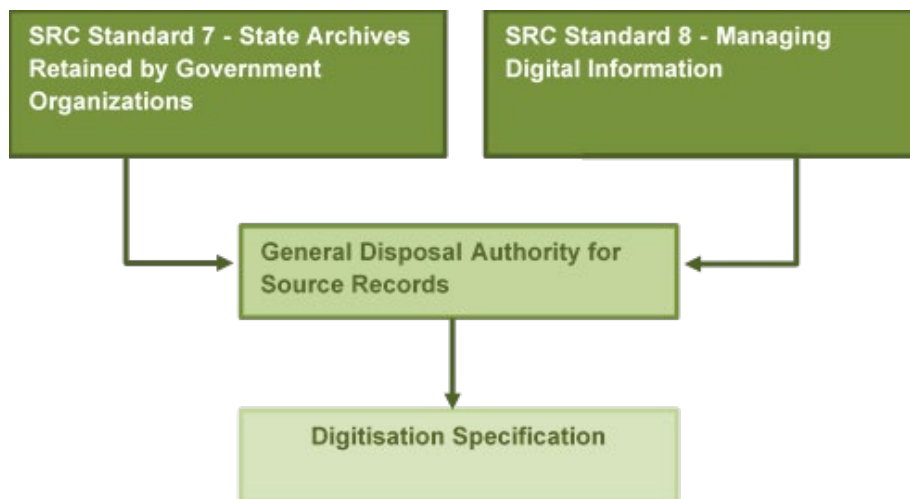 SRC Standard 7 - State Archives
Retained by Government
Organizations
SRC Standard 8 - Managing
Digital Information
General Disposal Authority for
Source Records
Digitisation Specification